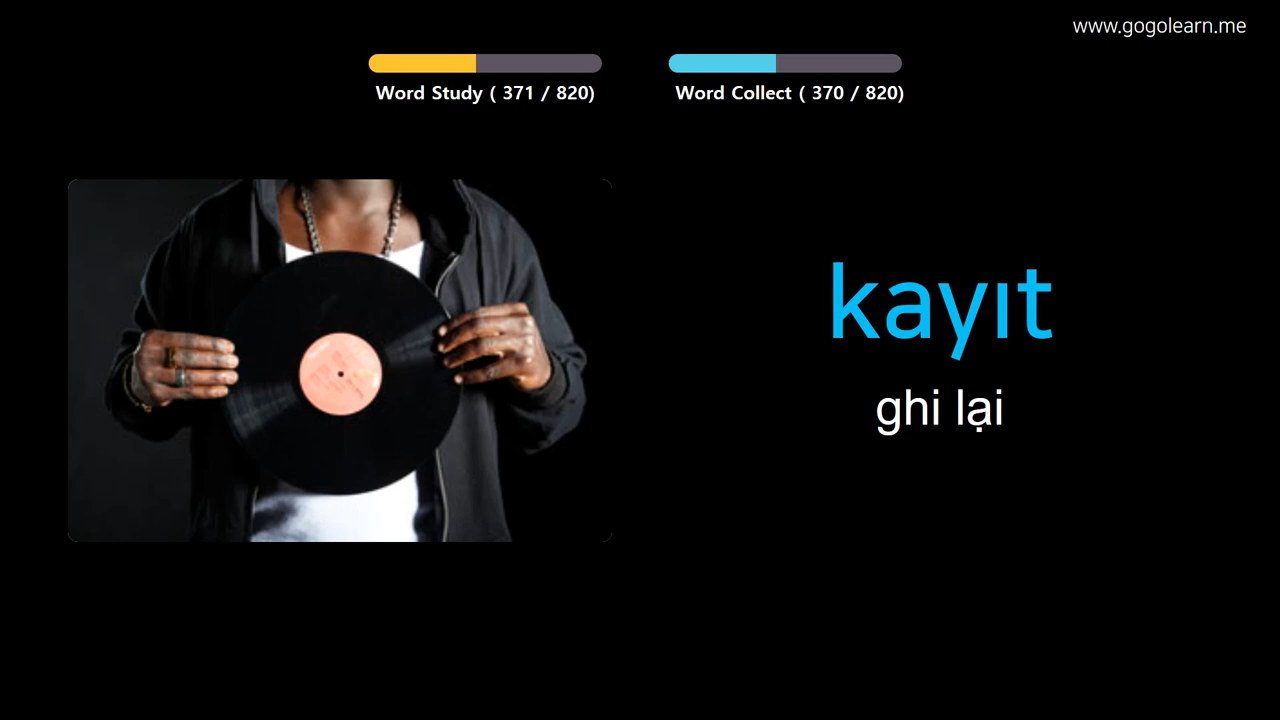 www.gogolearn.me
Word Study ( 371 / 820)
Word Collect ( 370 / 820)
kayıt
ghi lại